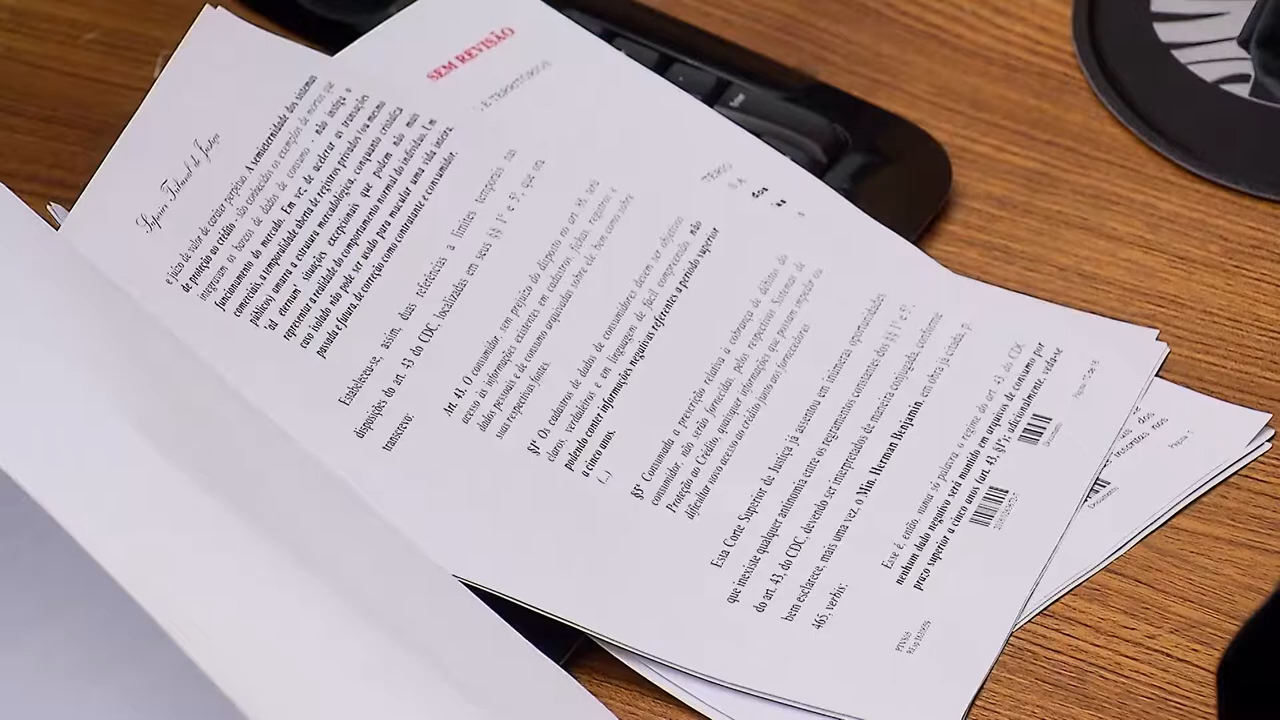 SEM REVISÃO
Superior Tribunal de Justiça
e juízo de valor de caráter perpétuo. A sempiternidade dos sistemas
de proteção ao crédito são conhecidos os exemplos de mortos que
integravam os bancos de dados de consumo - não instiga o
funcionamento do mercado. Em vez de acelerar as transações
comerciais, a temporalidade aberta de registros privados (ou mesmo
públicos) amarra a estrutura mercadológica, conquanto cristaliza
'ad eternum' situações excepcionais que podem não mais
representar a realidade do comportamento normal do indivíduo. Um
caso isolado não pode ser usado para macular uma vida inteira,
passada e futura, de correção como contratante e consumidor.
Estabeleceu-se, assim, duas referências a limites temporais nas
disposições do art. 43 do CDC, localizadas em seus §§ 1º e 5º, que ora
transcrevo:
Art. 43. O consumidor, sem prejuízo do disposto no art. 86, terá
acesso às informações existentes em cadastros, fichas, registros e
dados pessoais e de consumo arquivados sobre ele, bem como sobre
suas respectivas fontes.
§1º Os cadastros de dados de consumidores devem ser objetivos,
claros, verdadeiros e em linguagem de fácil compreensão, não
podendo conter informações negativas referentes a período superior
a cinco anos.
(...)
§5º Consumada a prescrição relativa à cobrança de débitos do
consumidor, não serão fornecidas, pelos respectivos Sistemas de
Proteção ao Crédito, quaisquer informações que possam impedir ou
dificultar novo acesso ao crédito junto aos fornecedores
Esta Corte Superior de Justiça já assentou em inúmeras oportunidades
que inexiste qualquer antinomia entre os regramentos constantes dos §§ 1º e 5º,
do art. 43, do CDC, devendo ser interpretados de maneira conjugada, conforme
bem esclarece, mais uma vez, o Min. Herman Benjamin, em obra já citada, p.
465, verbis:
Esse é, então, numa só palavra, o regime do art. 43 do CDC:
nenhum dado negativo será mantido em arquivos de consumo por
prazo superior a cinco anos (art. 43, §1º); adicionalmente, veda-se
Documento
Página
Documento
Página